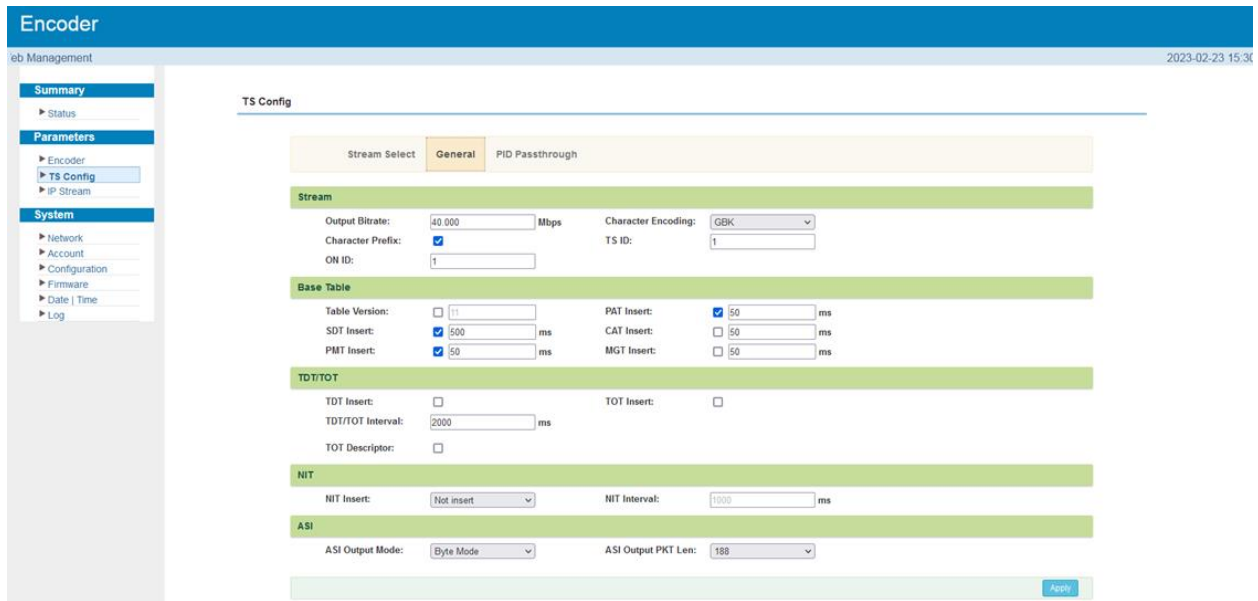 Encoder
eb Management 2023-02-23 15:30
Summary
Status
Parameters
Encoder
TS Config
IP Stream
System
Network
Account
Configuration
Firmware
Date | Time
Log
TS Config
Stream Select General PID Passthrough
Stream
Output Bitrate: 40.000 Mbps Character Encoding: GBK
Character Prefix: TS ID: 1
ON ID: 1
Base Table
Table Version: 11 PAT Insert: 50 ms
SDT Insert: 500 ms CAT Insert: 50 ms
PMT Insert: 50 ms MGT Insert: 50 ms
TDT/TOT
TDT Insert: TOT Insert:
TDT/TOT Interval: 2000 ms
TOT Descriptor:
NIT
NIT Insert: Not insert NIT Interval: 1000 ms
ASI
ASI Output Mode: Byte Mode ASI Output PKT Len: 188
Apply